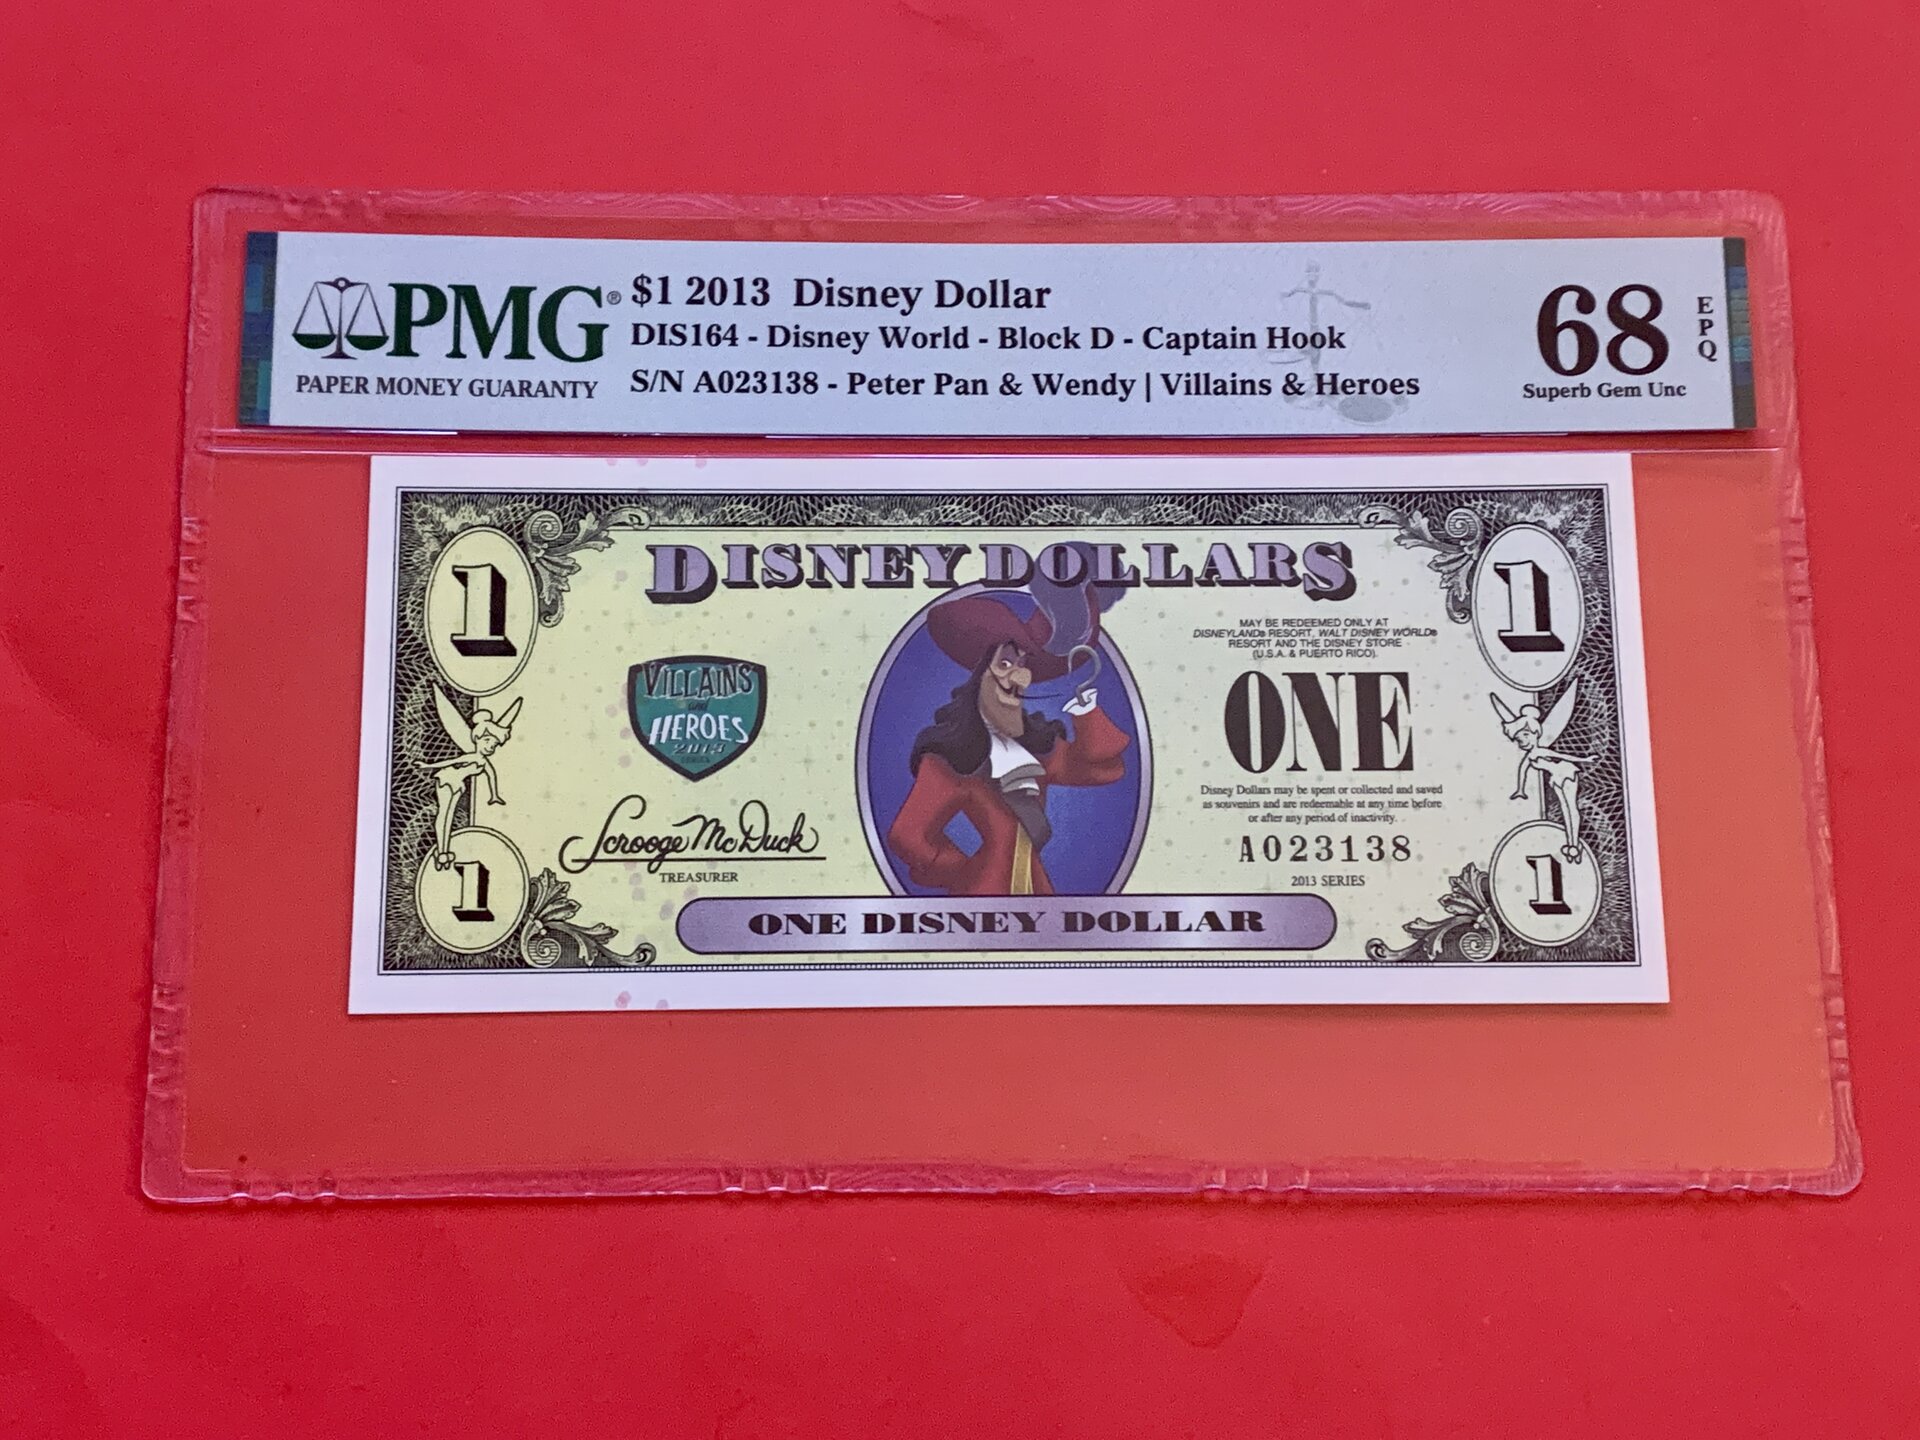 PMG®
PAPER MONEY GUARANTY
$1 2013 Disney Dollar
DIS164 - Disney World - Block D - Captain Hook
S/N A023138 - Peter Pan & Wendy | Villains & Heroes
68
EPQ
Superb Gem Unc
1
DISNEY DOLLARS
1
MAY BE REDEEMED ONLY AT
DISNEYLAND® RESORT, WALT DISNEY WORLD®
RESORT AND THE DISNEY STORE
(U.S.A. & PUERTO RICO).
VILLAINS
and
HEROES
2013
SERIES
ONE
Disney Dollars may be spent or collected and saved
as souvenirs and are redeemable at any time before
or after any period of inactivity.
Scrooge McDuck
TREASURER
A023138
2013 SERIES
1
ONE DISNEY DOLLAR
1